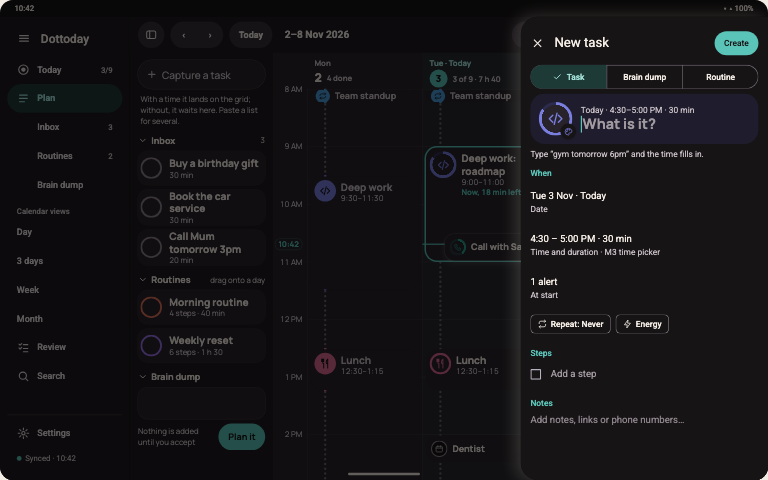 10:42
100%
Dottoday
Today 3/9
Plan
Inbox 3
Routines 2
Brain dump
Calendar views
Day
3 days
Week
Month
Review
Search
Settings
Synced · 10:42
Today
2–8 Nov 2026
Capture a task
With a time it lands on the grid;
without, it waits here. Paste a list
for several.
Inbox 3
Buy a birthday gift
30 min
Book the car
service
30 min
Call Mum
tomorrow 3pm
20 min
Routines drag onto a day
Morning routine
4 steps · 40 min
Weekly reset
6 steps · 1 h 30
Brain dump
Nothing is added
until you accept
Plan it
Mon
2 4 done
Tue · Today
3 3 of 9 · 7 h 40
8 AM
Team standup
Team standup
9 AM
Deep work:
roadmap
9:00–11:00
Now, 18 min left
Deep work
9:30–11:30
10 AM
10:42
Call with Sa
11 AM
12 PM
Lunch
12:30–1:15
Lunch
12:30–1:15
1 PM
2 PM
Dentist
New task
Create
Task
Brain dump
Routine
Today · 4:30–5:00 PM · 30 min
What is it?
Type "gym tomorrow 6pm" and the time fills in.
When
Tue 3 Nov · Today
Date
4:30 – 5:00 PM · 30 min
Time and duration · M3 time picker
1 alert
At start
Repeat: Never
Energy
Steps
Add a step
Notes
Add notes, links or phone numbers…